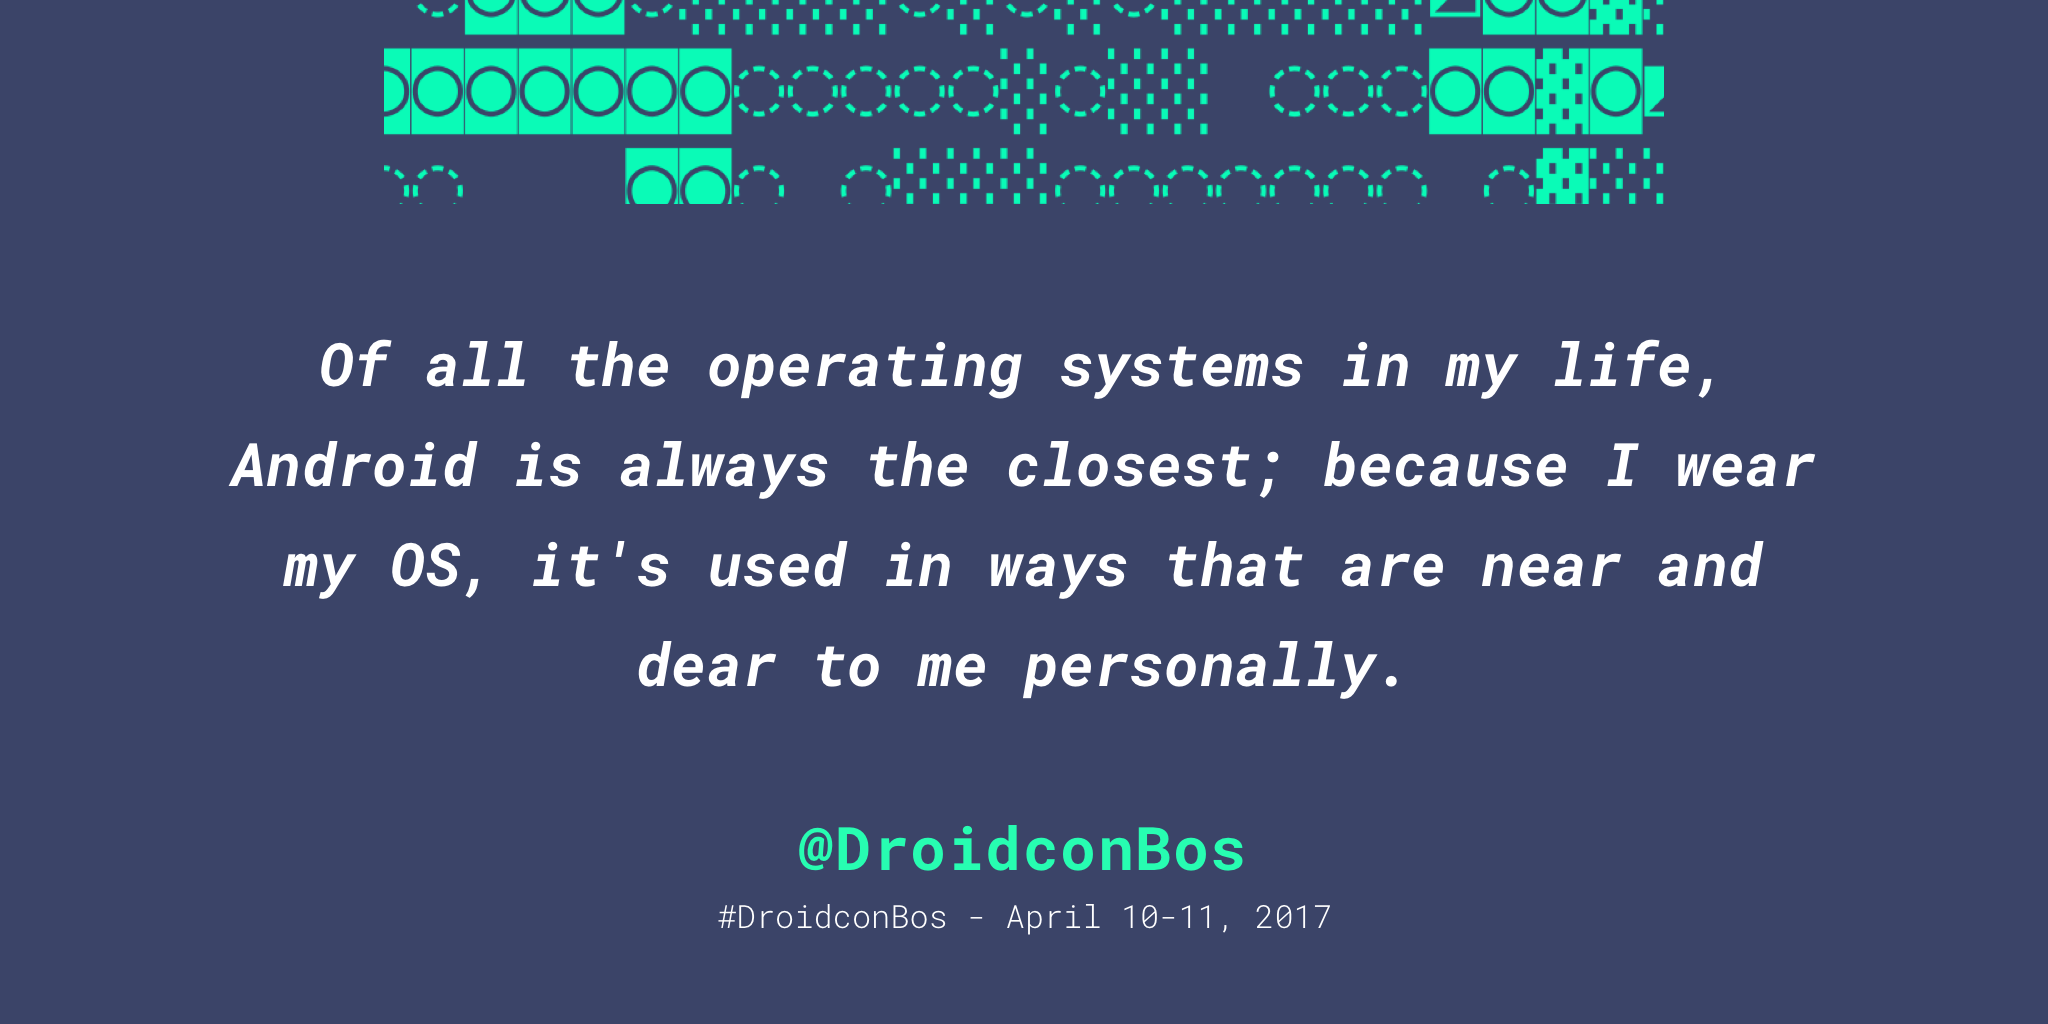 Of all the operating systems in my life,
Android is always the closest; because I wear
my OS, it's used in ways that are near and
dear to me personally.
@DroidconBos
#DroidconBos - April 10-11, 2017